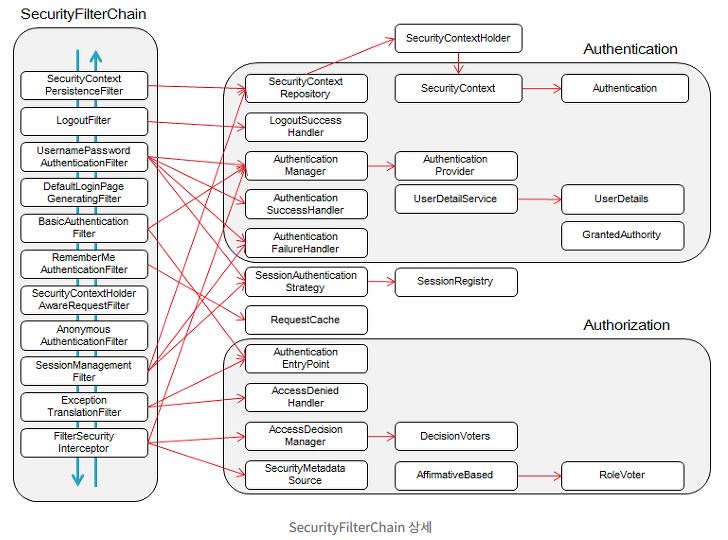 SecurityFilterChain
SecurityContext
PersistenceFilter
LogoutFilter
UsernamePassword
AuthenticationFilter
DefaultLoginPage
GeneratingFilter
BasicAuthentication
Filter
RememberMe
AuthenticationFilter
SecurityContextHolder
AwareRequestFilter
Anonymous
AuthenticationFilter
SessionManagement
Filter
Exception
TranslationFilter
FilterSecurity
Interceptor
SecurityContextHolder
Authentication
SecurityContext
Repository
SecurityContext
Authentication
LogoutSuccess
Handler
Authentication
Manager
Authentication
Provider
Authentication
SuccessHandler
UserDetailService
UserDetails
Authentication
FailureHandler
GrantedAuthority
SessionAuthentication
Strategy
SessionRegistry
RequestCache
Authorization
Authentication
EntryPoint
AccessDenied
Handler
AccessDecision
Manager
DecisionVoters
SecurityMetadata
Source
AffirmativeBased
RoleVoter
SecurityFilterChain 상세